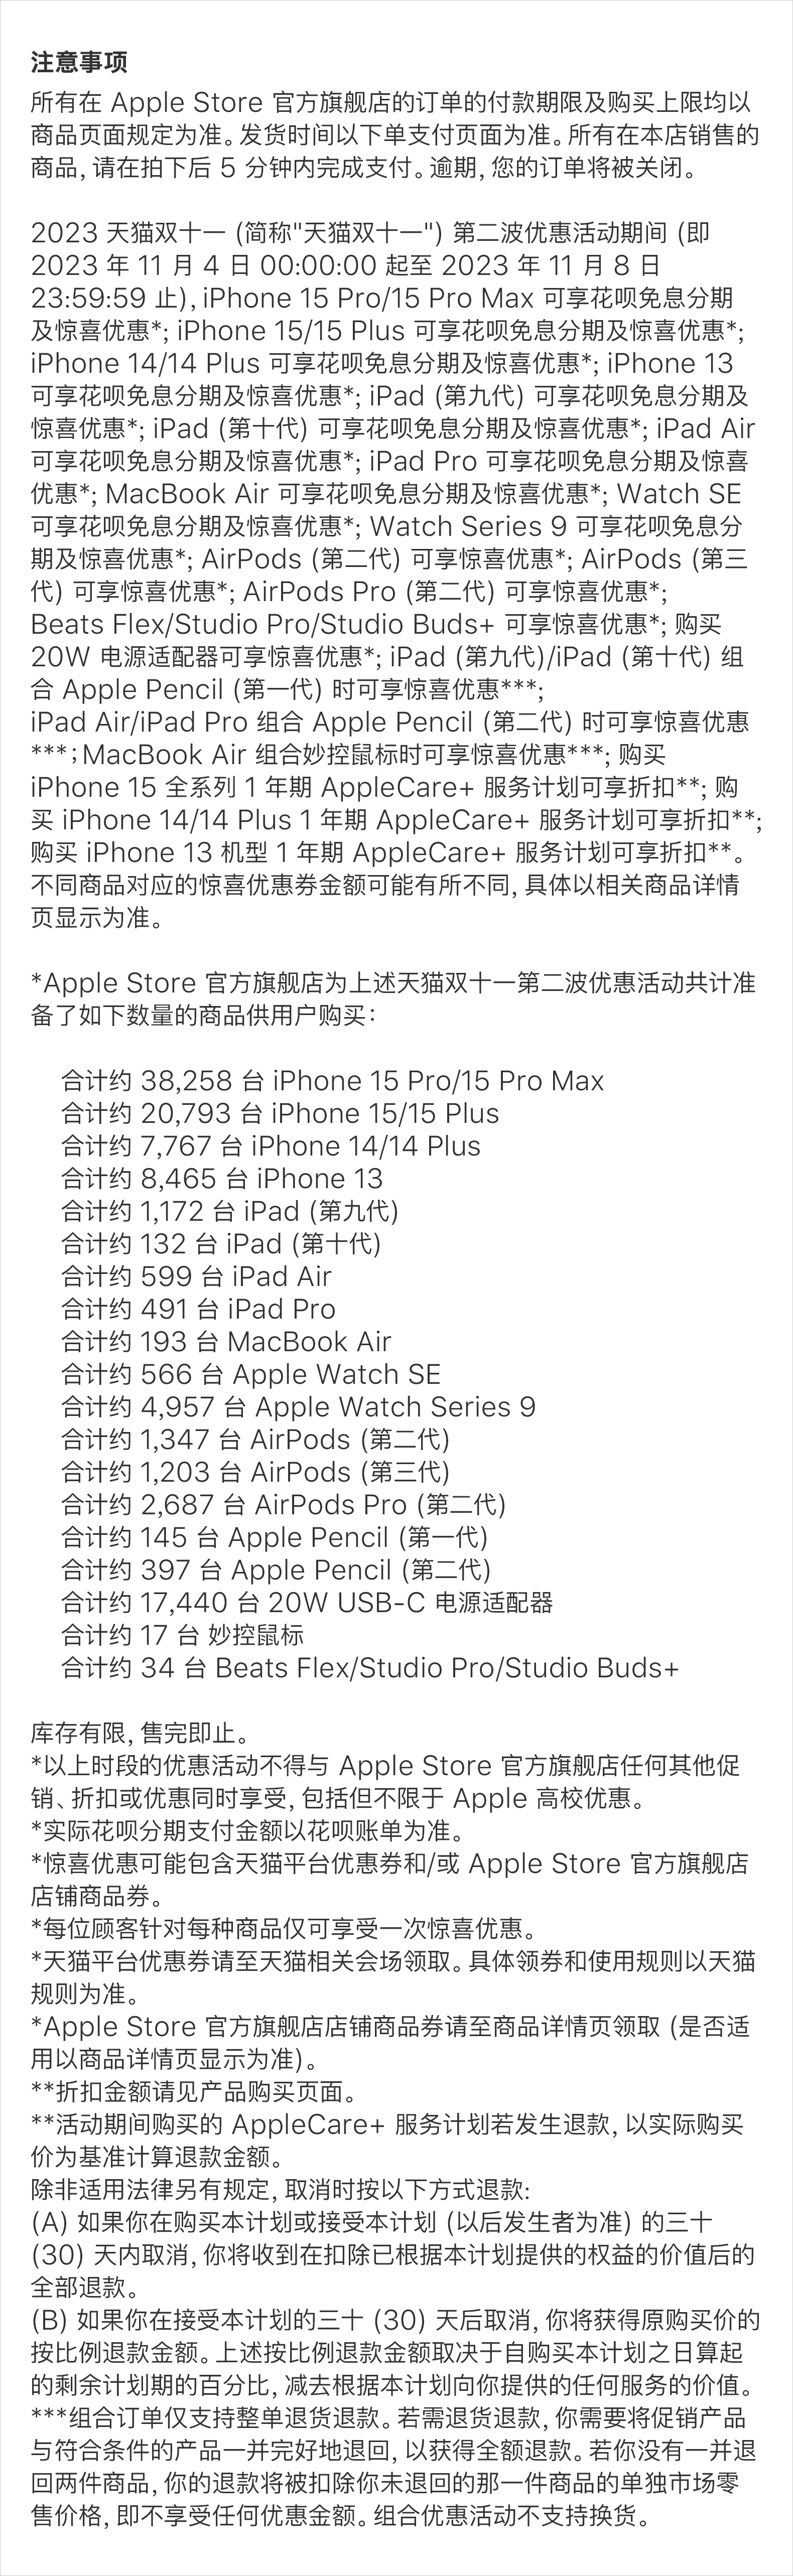 注意事项
所有在 Apple Store 官方旗舰店的订单的付款期限及购买上限均以
商品页面规定为准。发货时间以下单支付页面为准。所有在本店销售的
商品, 请在拍下后 5 分钟内完成支付。逾期, 您的订单将被关闭。
2023 天猫双十一 (简称"天猫双十一") 第二波优惠活动期间 (即
2023 年 11 月 4 日 00:00:00 起至 2023 年 11 月 8 日
23:59:59 止), iPhone 15 Pro/15 Pro Max 可享花呗免息分期
及惊喜优惠*; iPhone 15/15 Plus 可享花呗免息分期及惊喜优惠*;
iPhone 14/14 Plus 可享花呗免息分期及惊喜优惠*; iPhone 13
可享花呗免息分期及惊喜优惠*; iPad (第九代) 可享花呗免息分期及
惊喜优惠*; iPad (第十代) 可享花呗免息分期及惊喜优惠*; iPad Air
可享花呗免息分期及惊喜优惠*; iPad Pro 可享花呗免息分期及惊喜
优惠*; MacBook Air 可享花呗免息分期及惊喜优惠*; Watch SE
可享花呗免息分期及惊喜优惠*; Watch Series 9 可享花呗免息分
期及惊喜优惠*; AirPods (第二代) 可享惊喜优惠*; AirPods (第三
代) 可享惊喜优惠*; AirPods Pro (第二代) 可享惊喜优惠*;
Beats Flex/Studio Pro/Studio Buds+ 可享惊喜优惠*; 购买
20W 电源适配器可享惊喜优惠*; iPad (第九代)/iPad (第十代) 组
合 Apple Pencil (第一代) 时可享惊喜优惠***;
iPad Air/iPad Pro 组合 Apple Pencil (第二代) 时可享惊喜优惠
***; MacBook Air 组合妙控鼠标时可享惊喜优惠***; 购买
iPhone 15 全系列 1 年期 AppleCare+ 服务计划可享折扣**; 购
买 iPhone 14/14 Plus 1 年期 AppleCare+ 服务计划可享折扣**;
购买 iPhone 13 机型 1 年期 AppleCare+ 服务计划可享折扣**。
不同商品对应的惊喜优惠券金额可能有所不同, 具体以相关商品详情
页显示为准。
*Apple Store 官方旗舰店为上述天猫双十一第二波优惠活动共计准
备了如下数量的商品供用户购买:
合计约 38,258 台 iPhone 15 Pro/15 Pro Max
合计约 20,793 台 iPhone 15/15 Plus
合计约 7,767 台 iPhone 14/14 Plus
合计约 8,465 台 iPhone 13
合计约 1,172 台 iPad (第九代)
合计约 132 台 iPad (第十代)
合计约 599 台 iPad Air
合计约 491 台 iPad Pro
合计约 193 台 MacBook Air
合计约 566 台 Apple Watch SE
合计约 4,957 台 Apple Watch Series 9
合计约 1,347 台 AirPods (第二代)
合计约 1,203 台 AirPods (第三代)
合计约 2,687 台 AirPods Pro (第二代)
合计约 145 台 Apple Pencil (第一代)
合计约 397 台 Apple Pencil (第二代)
合计约 17,440 台 20W USB-C 电源适配器
合计约 17 台 妙控鼠标
合计约 34 台 Beats Flex/Studio Pro/Studio Buds+
库存有限, 售完即止。
*以上时段的优惠活动不得与 Apple Store 官方旗舰店任何其他促
销、折扣或优惠同时享受, 包括但不限于 Apple 高校优惠。
*实际花呗分期支付金额以花呗账单为准。
*惊喜优惠可能包含天猫平台优惠券和/或 Apple Store 官方旗舰店
店铺商品券。
*每位顾客针对每种商品仅可享受一次惊喜优惠。
*天猫平台优惠券请至天猫相关会场领取。具体领券和使用规则以天猫
规则为准。
*Apple Store 官方旗舰店店铺商品券请至商品详情页领取 (是否适
用以商品详情页显示为准)。
**折扣金额请见产品购买页面。
**活动期间购买的 AppleCare+ 服务计划若发生退款, 以实际购买
价为基准计算退款金额。
除非适用法律另有规定, 取消时按以下方式退款:
(A) 如果你在购买本计划或接受本计划 (以后发生者为准) 的三十
(30) 天内取消, 你将收到在扣除已根据本计划提供的权益的价值后的
全部退款。
(B) 如果你在接受本计划的三十 (30) 天后取消, 你将获得原购买价的
按比例退款金额。上述按比例退款金额取决于自购买本计划之日算起
的剩余计划期的百分比, 减去根据本计划向你提供的任何服务的价值。
***组合订单仅支持整单退货退款。若需退货退款, 你需要将促销产品
与符合条件的产品一并完好地退回, 以获得全额退款。若你没有一并退
回两件商品, 你的退款将被扣除你未退回的那一件商品的单独市场零
售价格, 即不享受任何优惠金额。组合优惠活动不支持换货。